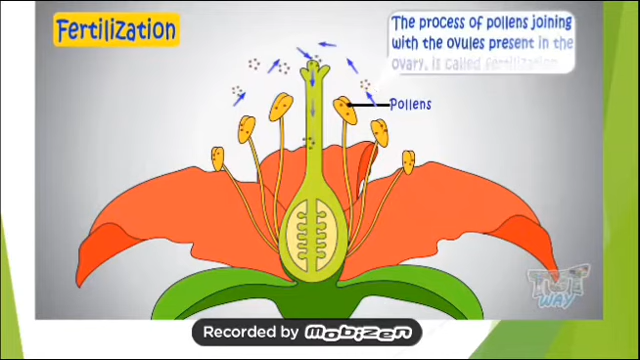 Fertilization
The process of pollens joining
with the ovules present in the
ovary, is called fertilization
Pollens
WAY
Recorded by mobizen